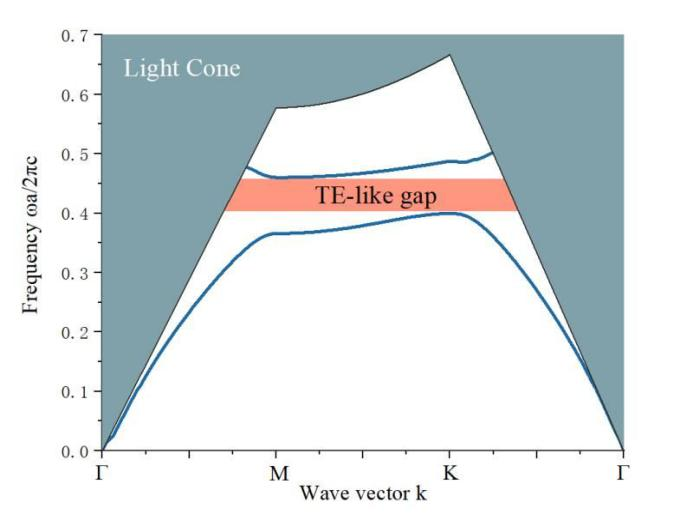 0. 7
Light Cone
0. 6
0. 5
TE-like gap
0. 4
0. 3
0. 2
0. 1
0. 0
Frequency ωa/2πc
Γ M K Γ
Wave vector k